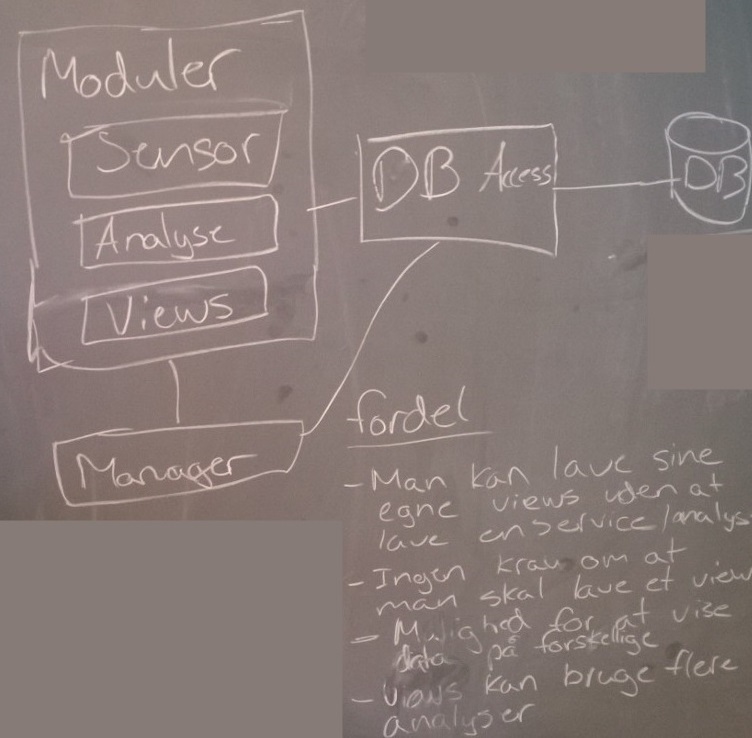 Moduler
Sensor
Analyse
Views
Manager
DB Access
DB
fordel
- Man kan lave sine
egne views uden at
lave en service/analys
- Ingen krav om at
man skal lave et view
- Mulighed for at vise
data på forskellige
- Views kan bruge flere
analyser